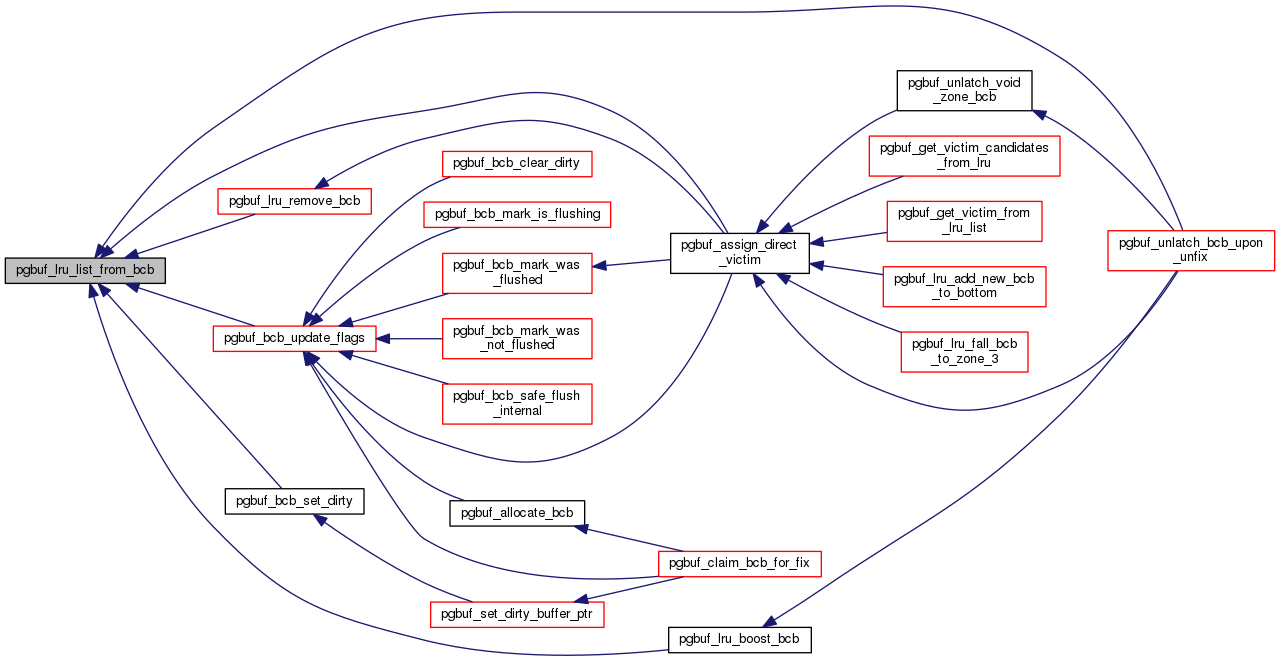 pgbuf_lru_list_from_bcb
pgbuf_lru_remove_bcb
pgbuf_bcb_update_flags
pgbuf_bcb_set_dirty
pgbuf_bcb_clear_dirty
pgbuf_bcb_mark_is_flushing
pgbuf_bcb_mark_was
_flushed
pgbuf_bcb_mark_was
_not_flushed
pgbuf_bcb_safe_flush
_internal
pgbuf_allocate_bcb
pgbuf_set_dirty_buffer_ptr
pgbuf_assign_direct
_victim
pgbuf_claim_bcb_for_fix
pgbuf_lru_boost_bcb
pgbuf_unlatch_void
_zone_bcb
pgbuf_get_victim_candidates
_from_lru
pgbuf_get_victim_from
_lru_list
pgbuf_lru_add_new_bcb
_to_bottom
pgbuf_lru_fall_bcb
_to_zone_3
pgbuf_unlatch_bcb_upon
_unfix